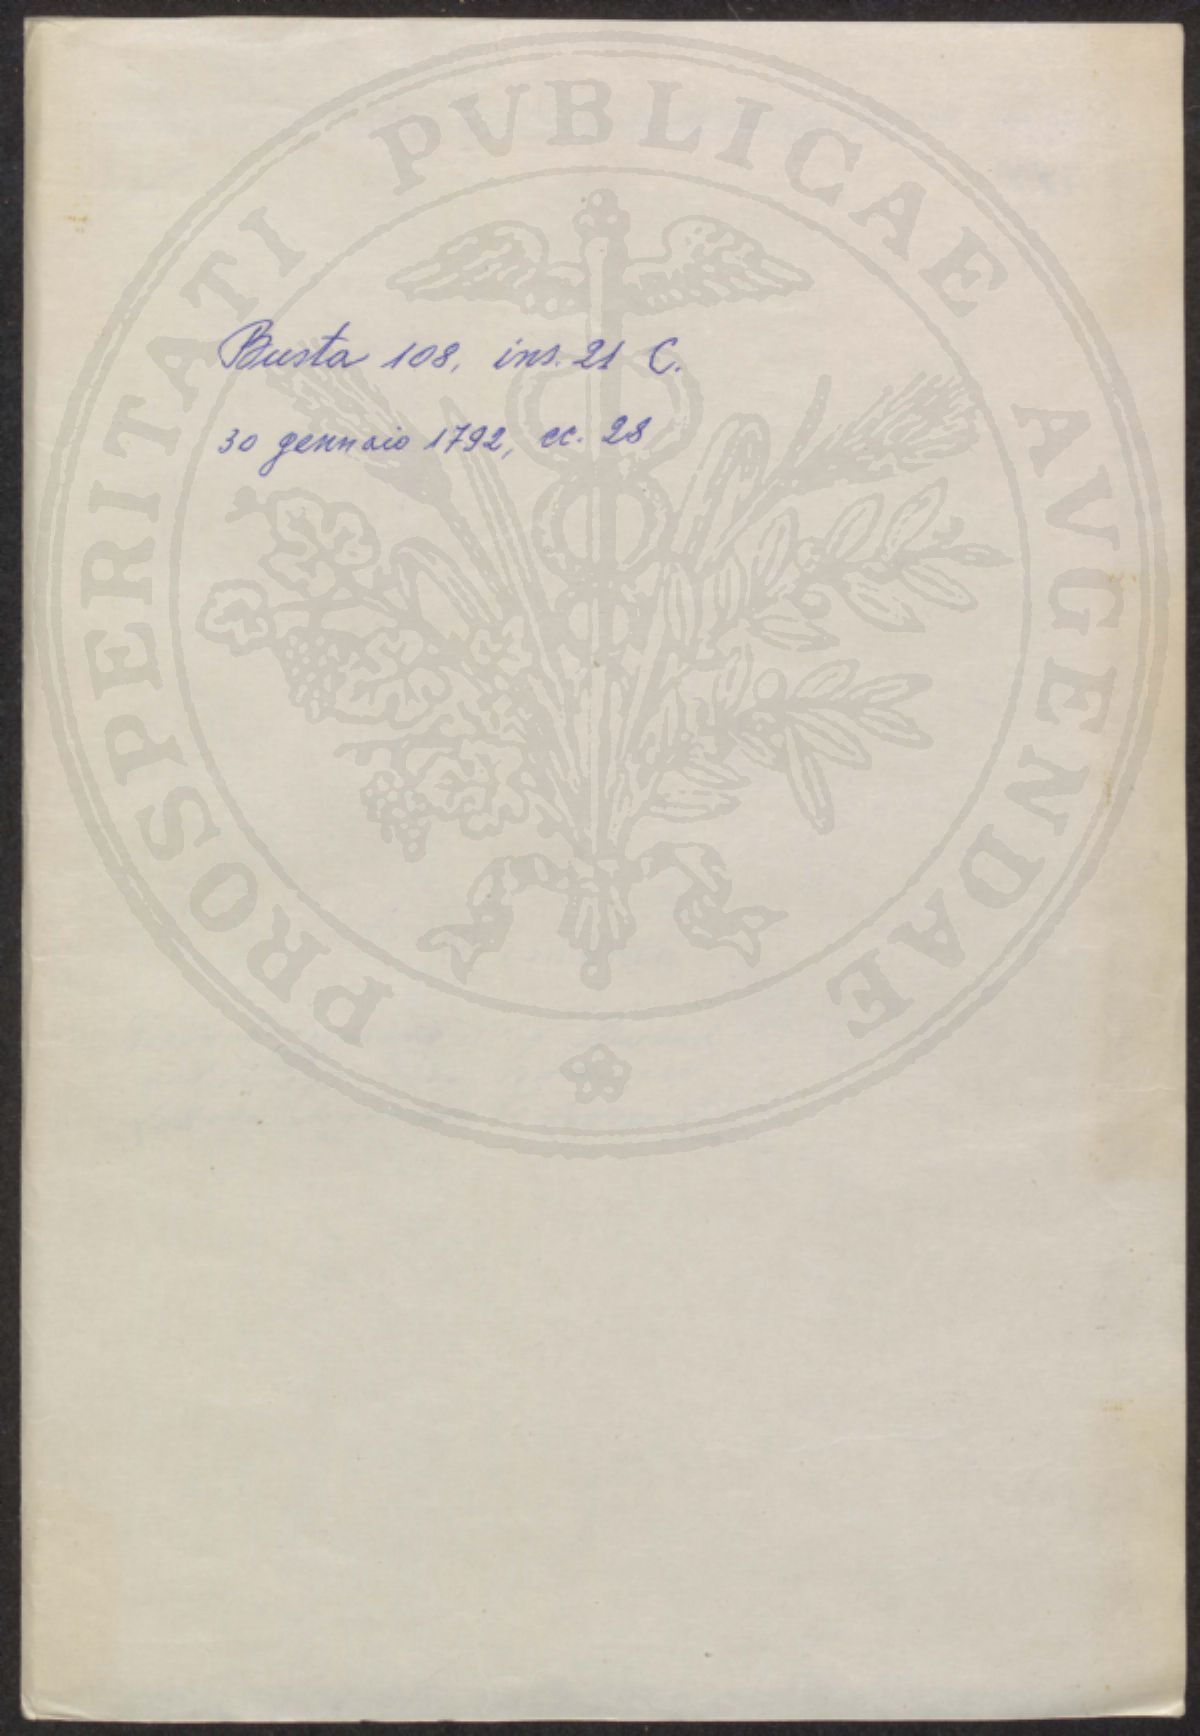 Busta 108, ins. 21 C.
30 gennaio 1792, cc. 28
PROSPERITATI PVBLICAE AVGENDAE